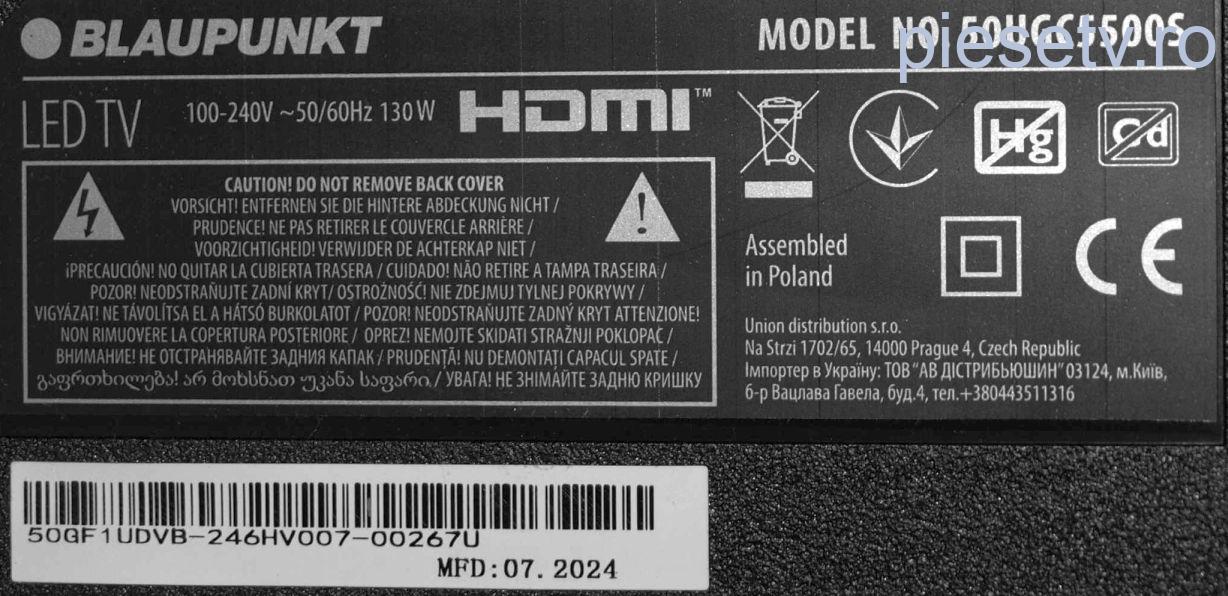 BLAUPUNKT
MODEL NO 50UGC5500S
piesetv.ro
LED TV
100-240V ~50/60Hz 130W
HDMI™
Hg
Cd
CAUTION! DO NOT REMOVE BACK COVER
VORSICHT! ENTFERNEN SIE DIE HINTERE ABDECKUNG NICHT /
PRUDENCE! NE PAS RETIRER LE COUVERCLE ARRIÈRE /
VOORZICHTIGHEID! VERWIJDER DE ACHTERKAP NIET /
¡PRECAUCIÓN! NO QUITAR LA CUBIERTA TRASERA / CUIDADO! NÃO RETIRE A TAMPA TRASEIRA /
POZOR! NEODSTRAŇUJTE ZADNÍ KRYT/ OSTROŻNOŚĆ! NIE ZDEJMUJ TYLNEJ POKRYWY /
VIGYÁZAT! NE TÁVOLÍTSA EL A HÁTSÓ BURKOLATOT / POZOR! NEODSTRAŇUJTE ZADNÝ KRYT ATTENZIONE!
NON RIMUOVERE LA COPERTURA POSTERIORE / OPREZ! NEMOJTE SKIDATI STRAŽNJI POKLOPAC /
ВНИМАНИЕ! НЕ ОТСТРАНЯВАЙТЕ ЗАДНИЯ КАПАК / PRUDENȚĂ! NU DEMONTAȚI CAPACUL SPATE /
გაფრთხილება! არ მოხსნათ უკანა საფარი. / УВАГА! НЕ ЗНІМАЙТЕ ЗАДНЮ КРИШКУ
Assembled
in Poland
CE
Union distribution s.r.o.
Na Strzi 1702/65, 14000 Prague 4, Czech Republic
Імпортер в Україну: ТОВ "АВ ДІСТРИБЬЮШИН" 03124, м.Київ,
б-р Вацлава Гавела, буд.4, тел.+380443511316
50GF1UDVB-246HV007-00267U
MFD:07.2024